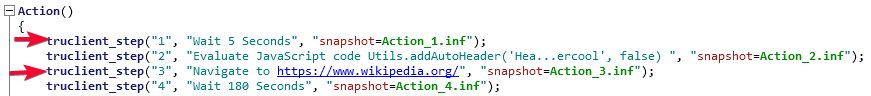 Action()
{
truclient_step("1", "Wait 5 Seconds", "snapshot=Action_1.inf");
truclient_step("2", "Evaluate JavaScript code Utils.addAutoHeader('Hea...ercool', false) ", "snapshot=Action_2.inf");
truclient_step("3", "Navigate to https://www.wikipedia.org/", "snapshot=Action_3.inf");
truclient_step("4", "Wait 180 Seconds", "snapshot=Action_4.inf");